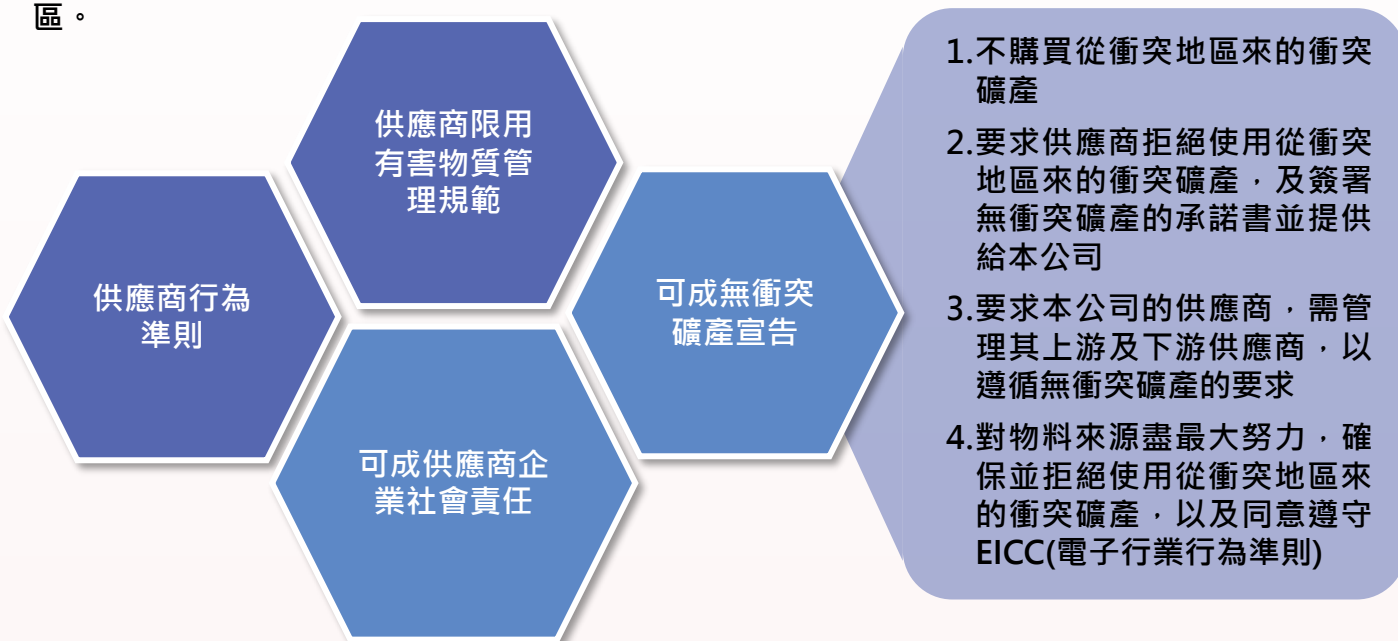 區。
供應商限用
有害物質管
理規範
供應商行為
準則
可成無衝突
礦產宣告
可成供應商企
業社會責任
1.不購買從衝突地區來的衝突
礦產
2.要求供應商拒絕使用從衝突
地區來的衝突礦產，及簽署
無衝突礦產的承諾書並提供
給本公司
3.要求本公司的供應商，需管
理其上游及下游供應商，以
遵循無衝突礦產的要求
4.對物料來源盡最大努力，確
保並拒絕使用從衝突地區來
的衝突礦產，以及同意遵守
EICC(電子行業行為準則)